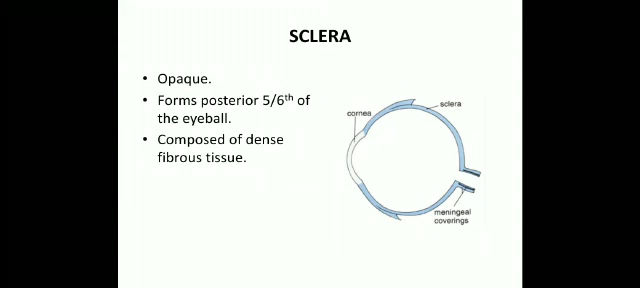 SCLERA
• Opaque.
• Forms posterior 5/6th of
the eyeball.
• Composed of dense
fibrous tissue.
cornea
sclera
meningeal
coverings